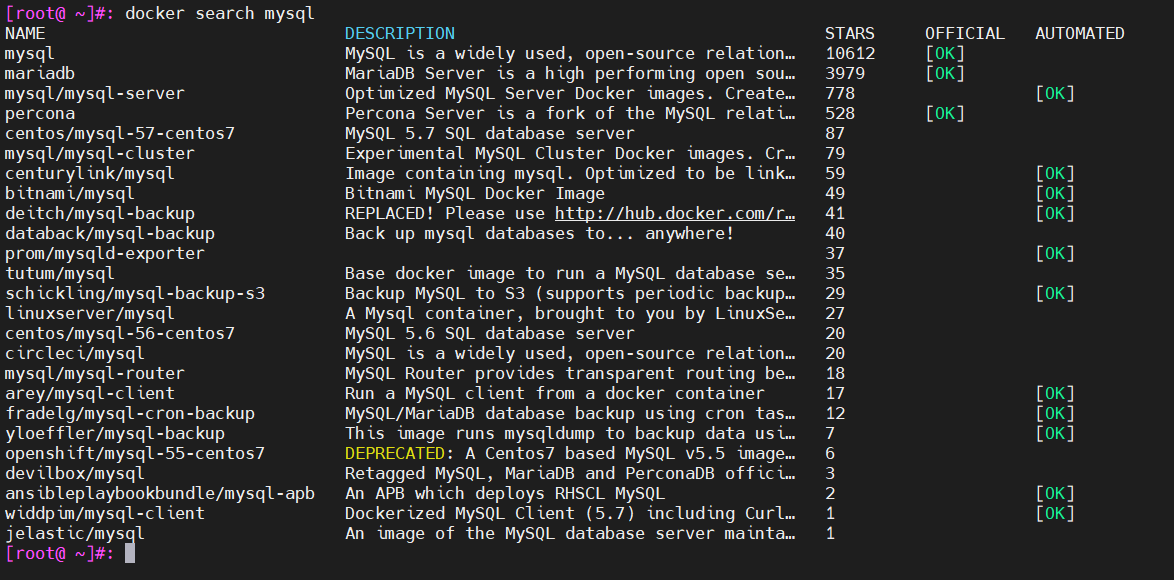 [root@ ~]#: docker search mysql
NAME DESCRIPTION STARS OFFICIAL AUTOMATED
mysql MySQL is a widely used, open-source relation… 10612 [OK]
mariadb MariaDB Server is a high performing open sou… 3979 [OK]
mysql/mysql-server Optimized MySQL Server Docker images. Create… 778 [OK]
percona Percona Server is a fork of the MySQL relati… 528 [OK]
centos/mysql-57-centos7 MySQL 5.7 SQL database server 87
mysql/mysql-cluster Experimental MySQL Cluster Docker images. Cr… 79
centurylink/mysql Image containing mysql. Optimized to be link… 59 [OK]
bitnami/mysql Bitnami MySQL Docker Image 49 [OK]
deitch/mysql-backup REPLACED! Please use http://hub.docker.com/r… 41 [OK]
databack/mysql-backup Back up mysql databases to... anywhere! 40
prom/mysqld-exporter 37 [OK]
tutum/mysql Base docker image to run a MySQL database se… 35
schickling/mysql-backup-s3 Backup MySQL to S3 (supports periodic backup… 29 [OK]
linuxserver/mysql A Mysql container, brought to you by LinuxSe… 27
centos/mysql-56-centos7 MySQL 5.6 SQL database server 20
circleci/mysql MySQL is a widely used, open-source relation… 20
mysql/mysql-router MySQL Router provides transparent routing be… 18
arey/mysql-client Run a MySQL client from a docker container 17 [OK]
fradelg/mysql-cron-backup MySQL/MariaDB database backup using cron tas… 12 [OK]
yloeffler/mysql-backup This image runs mysqldump to backup data usi… 7 [OK]
openshift/mysql-55-centos7 DEPRECATED: A Centos7 based MySQL v5.5 image… 6
devilbox/mysql Retagged MySQL, MariaDB and PerconaDB offici… 3
ansibleplaybookbundle/mysql-apb An APB which deploys RHSCL MySQL 2 [OK]
widdpim/mysql-client Dockerized MySQL Client (5.7) including Curl… 1 [OK]
jelastic/mysql An image of the MySQL database server mainta… 1
[root@ ~]#: